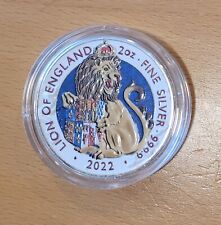 LION OF ENGLAND · 2oz · FINE SILVER · 9999 · 2022 ·